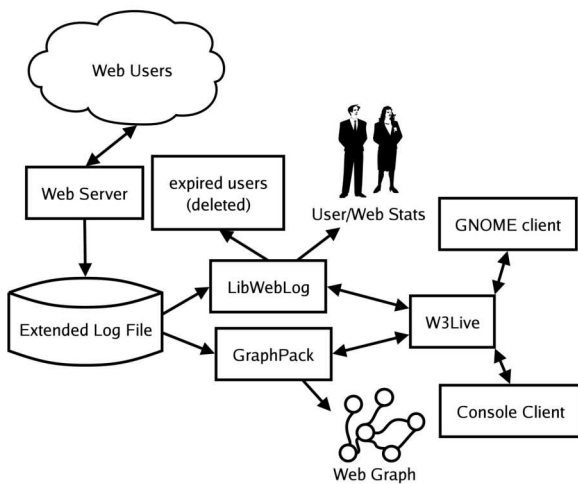 Web Users
Web Server
expired users
(deleted)
User/Web Stats
GNOME client
LibWebLog
Extended Log File
W3Live
GraphPack
Console Client
Web Graph